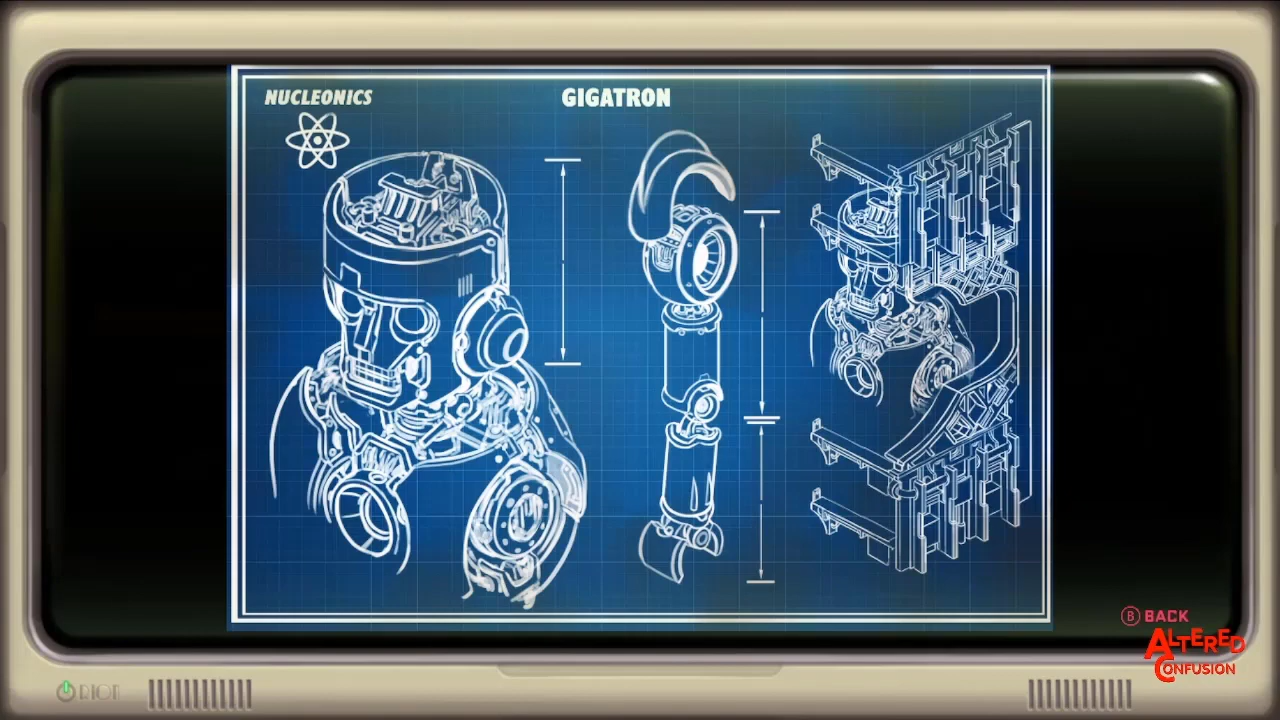 NUCLEONICS
GIGATRON
B BACK
ALTERED
CONFUSION